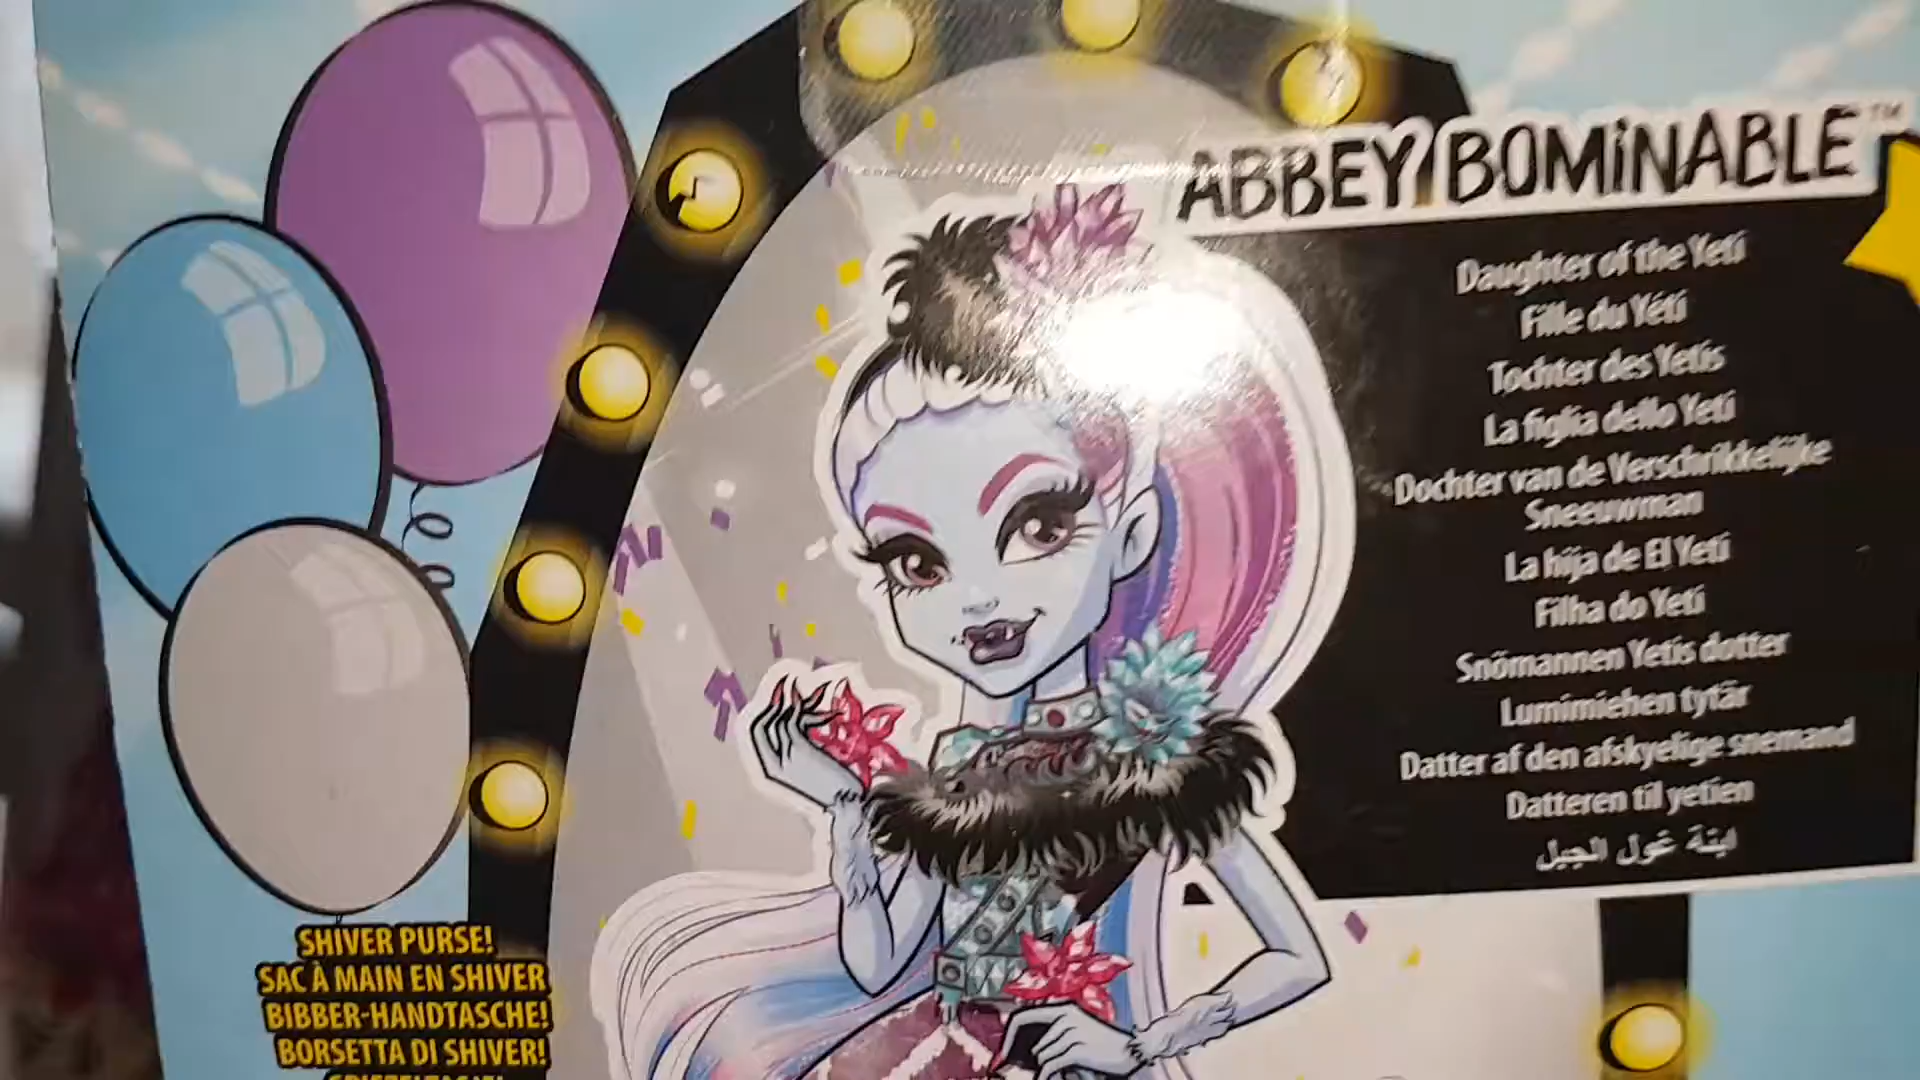 ABBEY BOMINABLE™
Daughter of the Yeti
Fille du Yéti
Tochter des Yetis
La figlia dello Yeti
Dochter van de Verschrikkelijke
Sneeuwman
La hija de El Yeti
Filha do Yeti
Snömannen Yetis dotter
Lumimiehen tytär
Datter af den afskyelige snemand
Datteren til yetien
ابنة غول الجبل
SHIVER PURSE!
SAC À MAIN EN SHIVER
BIBBER-HANDTASCHE!
BORSETTA DI SHIVER!